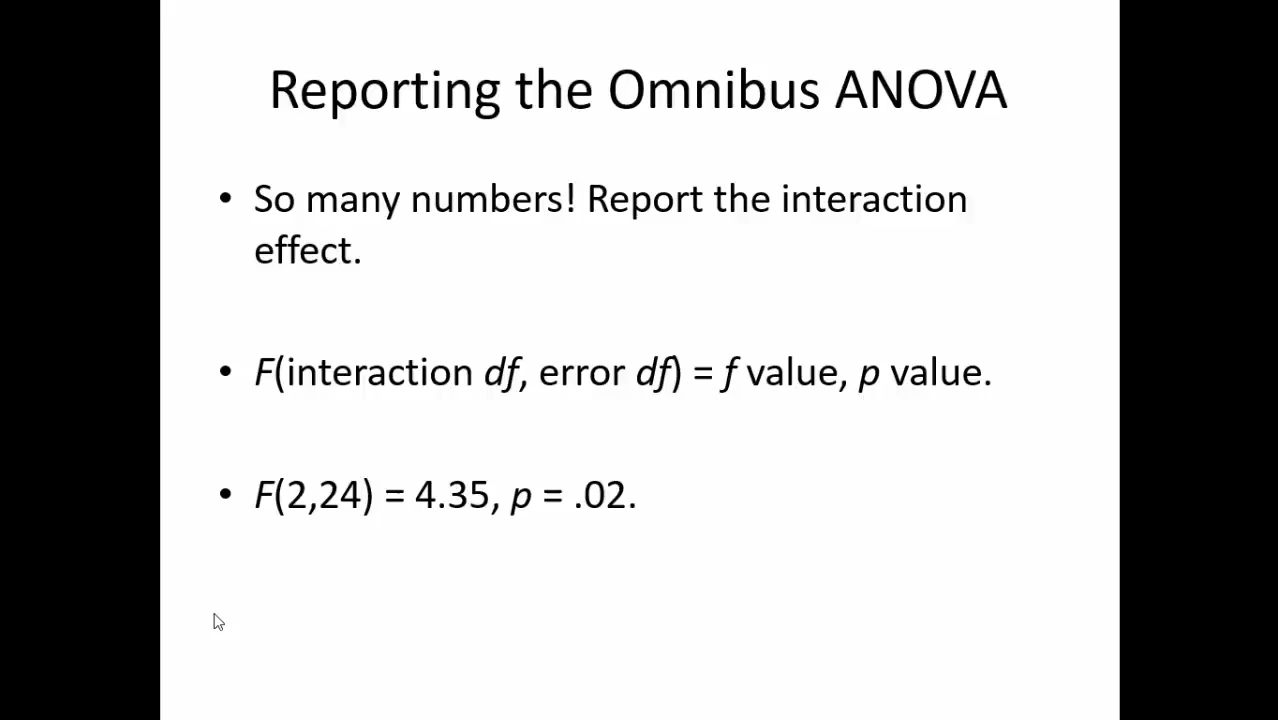 Reporting the Omnibus ANOVA
• So many numbers! Report the interaction
effect.
• F(interaction df, error df) = f value, p value.
• F(2,24) = 4.35, p = .02.